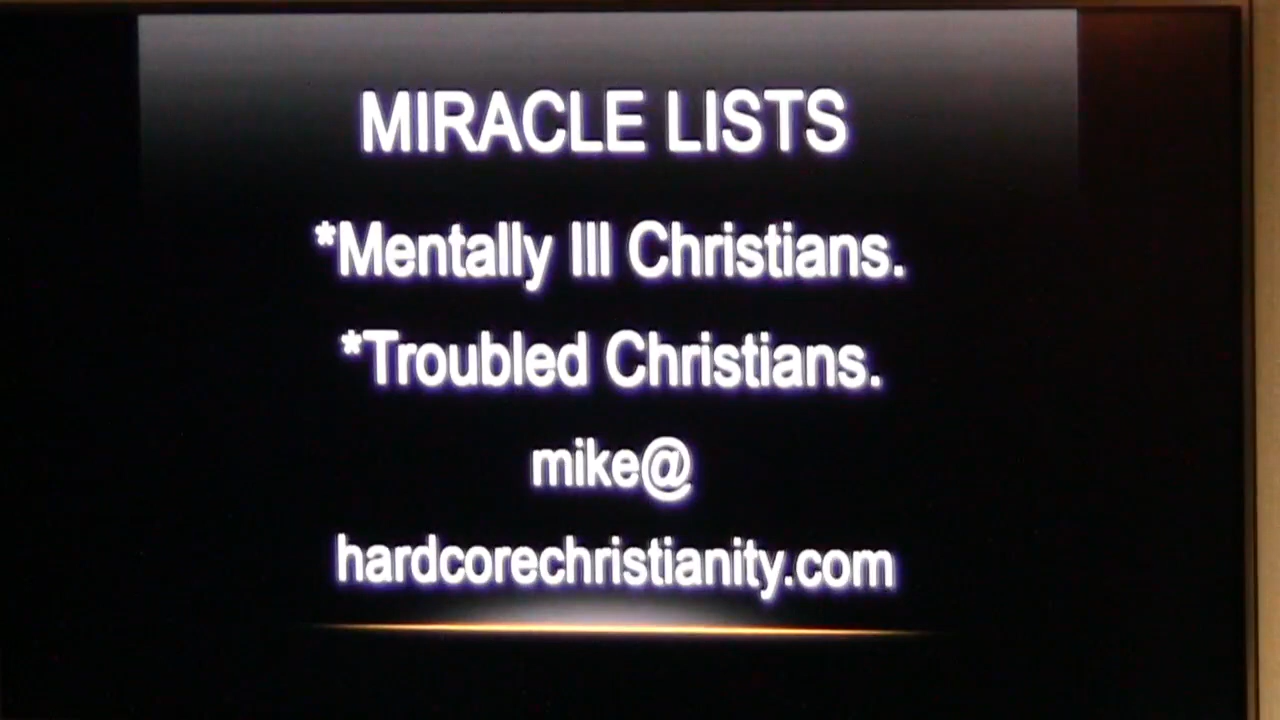 MIRACLE LISTS
*Mentally Ill Christians.
*Troubled Christians.
mike@
hardcorechristianity.com